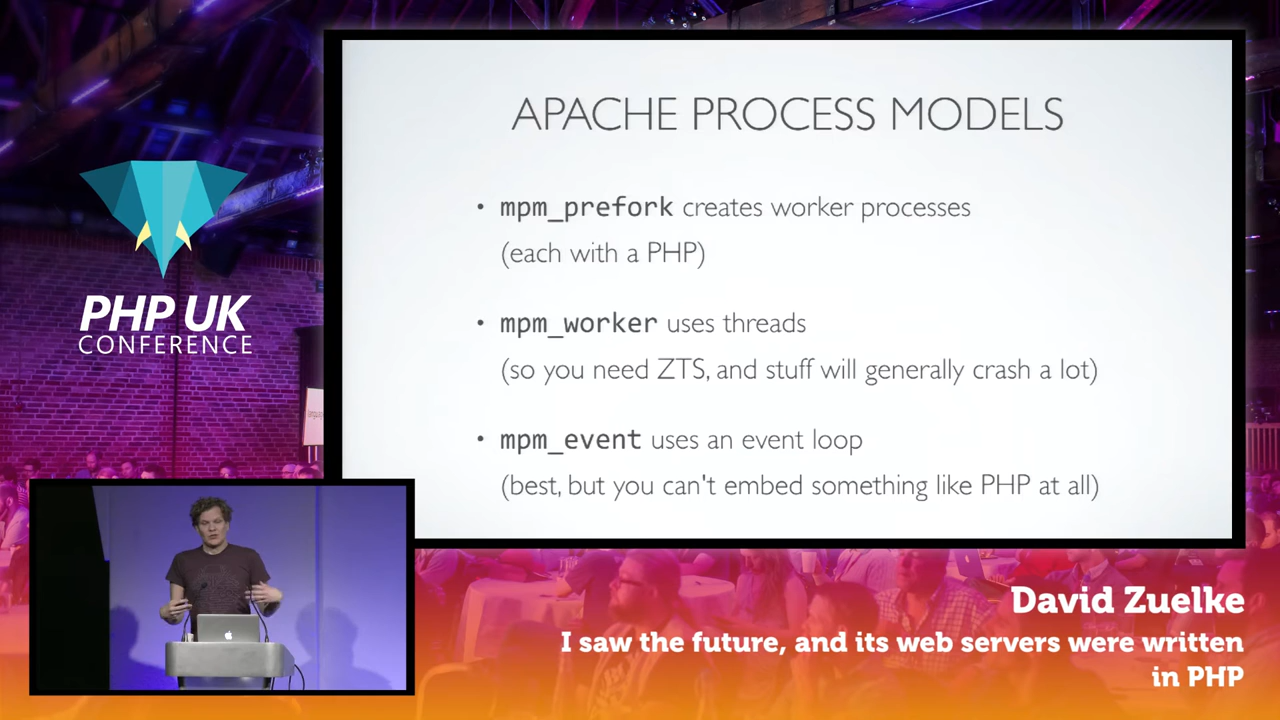 APACHE PROCESS MODELS
• mpm_prefork creates worker processes
(each with a PHP)
• mpm_worker uses threads
(so you need ZTS, and stuff will generally crash a lot)
• mpm_event uses an event loop
(best, but you can't embed something like PHP at all)
PHP UK
CONFERENCE
David Zuelke
I saw the future, and its web servers were written
in PHP